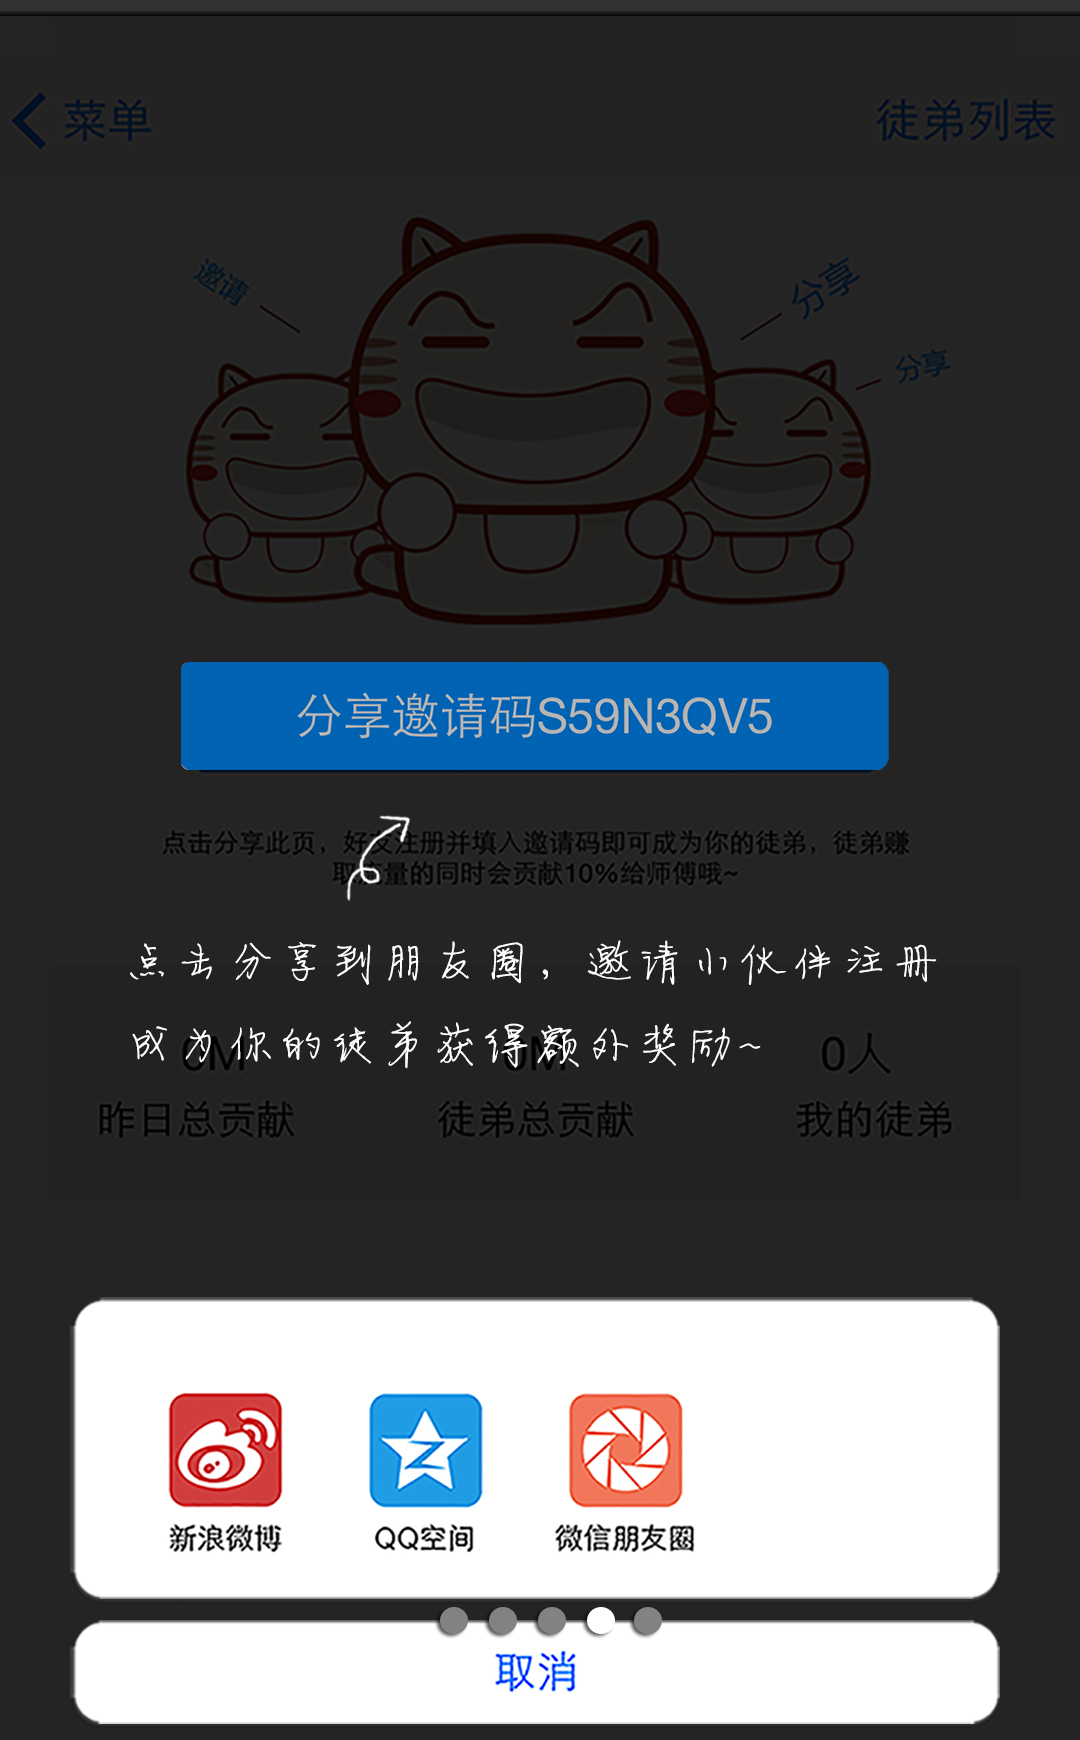 菜单
徒弟列表
邀请
分享
分享
分享邀请码S59N3QV5
点击分享此页，好友注册并填入邀请码即可成为你的徒弟，徒弟赚
取流量的同时会贡献10%给师傅哦~
点击分享到朋友圈，邀请小伙伴注册
成为你的徒弟获得额外奖励~
0M
0M
0人
昨日总贡献
徒弟总贡献
我的徒弟
新浪微博
QQ空间
微信朋友圈
取消